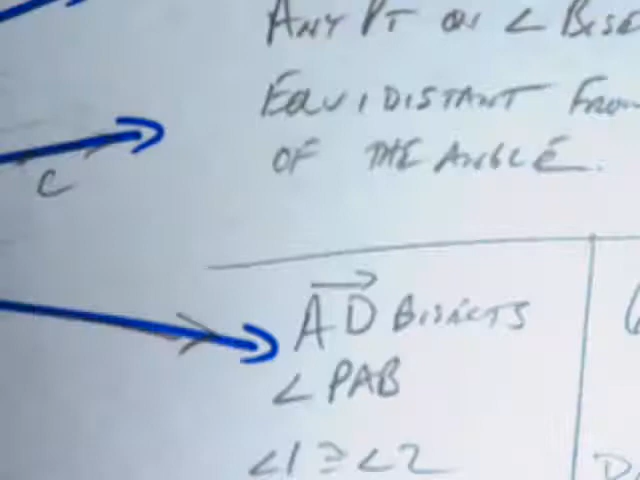 ANY PT ON ∠ BISE
EQUIDISTANT FROM
OF THE ANGLE.
C
AD BISECTS
∠ PAB
∠1 ≅ ∠2